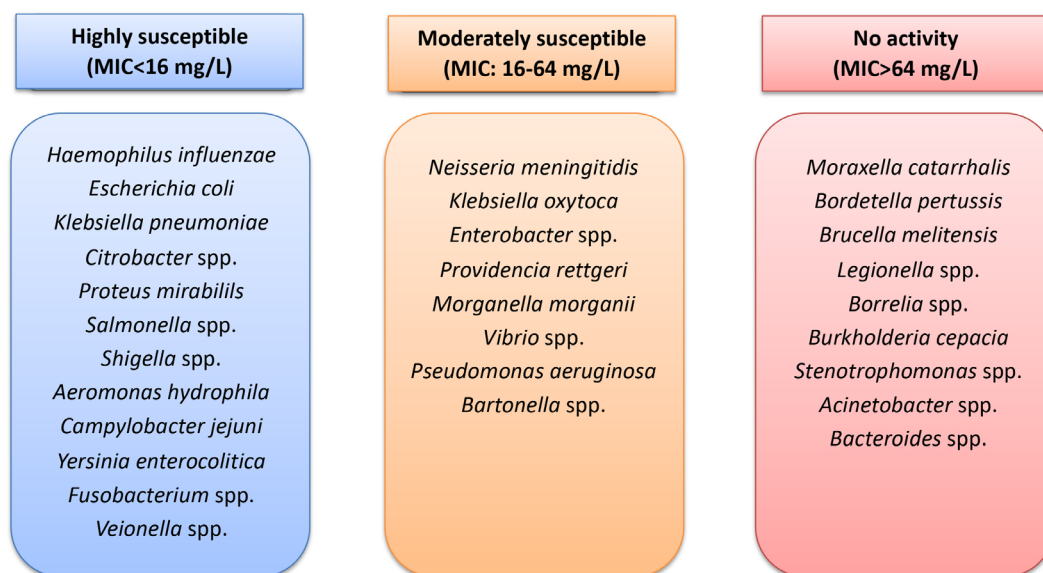 Highly susceptible
(MIC<16 mg/L)
Haemophilus influenzae
Escherichia coli
Klebsiella pneumoniae
Citrobacter spp.
Proteus mirabilils
Salmonella spp.
Shigella spp.
Aeromonas hydrophila
Campylobacter jejuni
Yersinia enterocolitica
Fusobacterium spp.
Veionella spp.
Moderately susceptible
(MIC: 16-64 mg/L)
Neisseria meningitidis
Klebsiella oxytoca
Enterobacter spp.
Providencia rettgeri
Morganella morganii
Vibrio spp.
Pseudomonas aeruginosa
Bartonella spp.
No activity
(MIC>64 mg/L)
Moraxella catarrhalis
Bordetella pertussis
Brucella melitensis
Legionella spp.
Borrelia spp.
Burkholderia cepacia
Stenotrophomonas spp.
Acinetobacter spp.
Bacteroides spp.